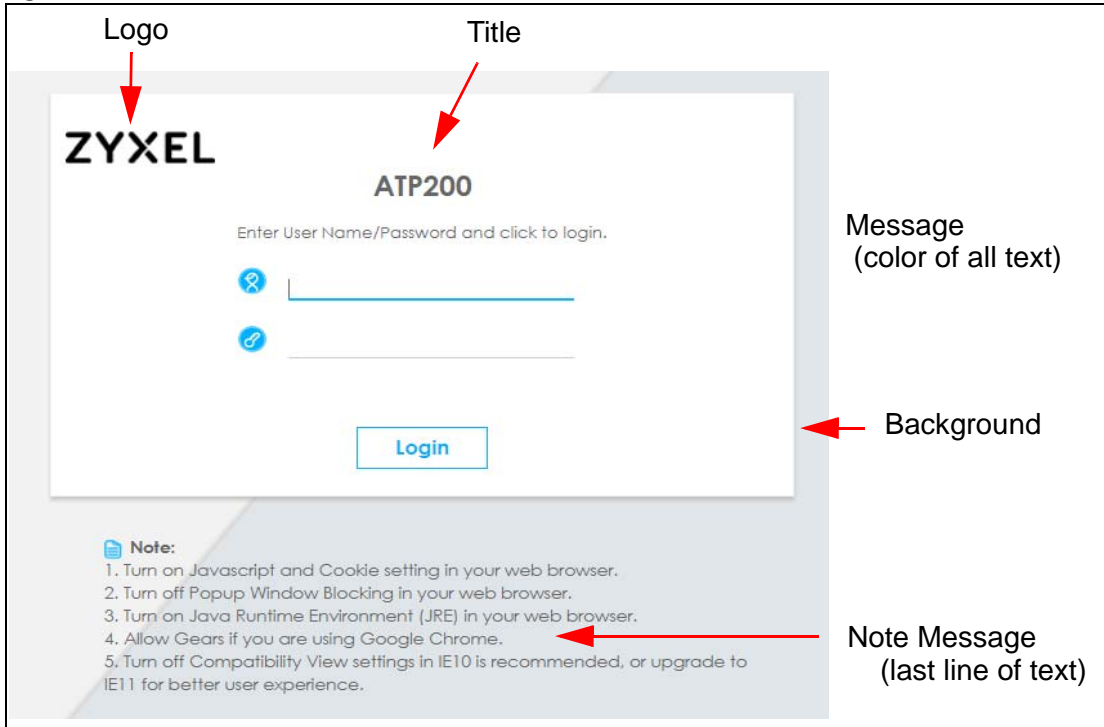 Logo
Title
ZYXEL
ATP200
Enter User Name/Password and click to login.
Message
(color of all text)
Background
Login
Note:
1. Turn on Javascript and Cookie setting in your web browser.
2. Turn off Popup Window Blocking in your web browser.
3. Turn on Java Runtime Environment (JRE) in your web browser.
4. Allow Gears if you are using Google Chrome.
5. Turn off Compatibility View settings in IE10 is recommended, or upgrade to
IE11 for better user experience.
Note Message
(last line of text)